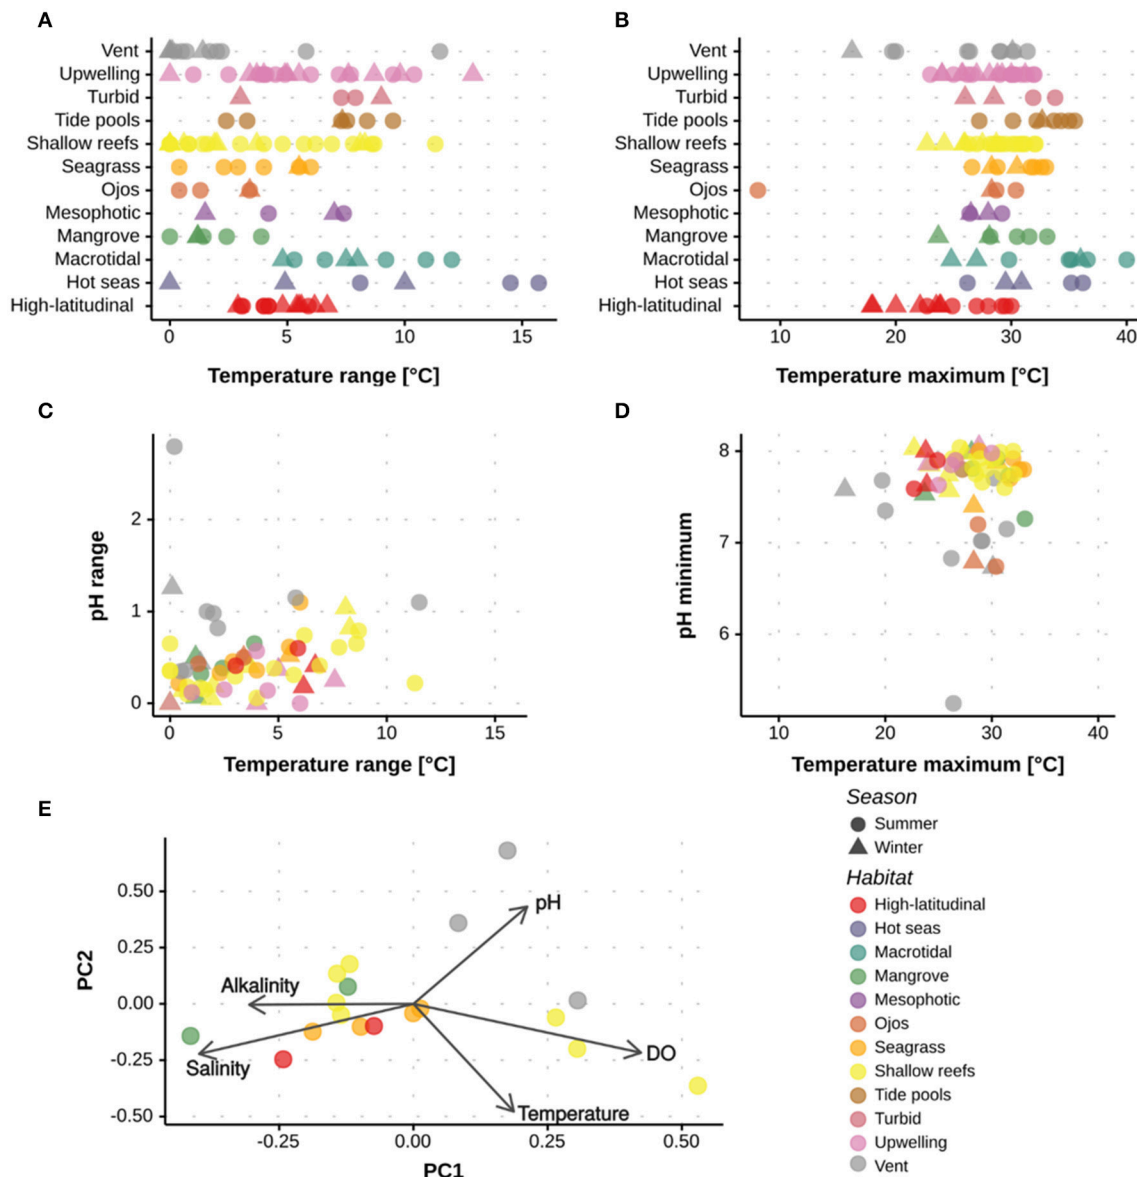 A
Vent
Upwelling
Turbid
Tide pools
Shallow reefs
Seagrass
Ojos
Mesophotic
Mangrove
Macrotidal
Hot seas
High-latitudinal
0 5 10 15
Temperature range [°C]
B
Vent
Upwelling
Turbid
Tide pools
Shallow reefs
Seagrass
Ojos
Mesophotic
Mangrove
Macrotidal
Hot seas
High-latitudinal
10 20 30 40
Temperature maximum [°C]
C
pH range
2
1
0
0 5 10 15
Temperature range [°C]
D
pH minimum
8
7
6
10 20 30 40
Temperature maximum [°C]
E
PC2
0.50
0.25
0.00
-0.25
-0.50
pH
Alkalinity
Salinity
DO
Temperature
-0.25 0.00 0.25 0.50
PC1
Season
Summer
Winter
Habitat
High-latitudinal
Hot seas
Macrotidal
Mangrove
Mesophotic
Ojos
Seagrass
Shallow reefs
Tide pools
Turbid
Upwelling
Vent